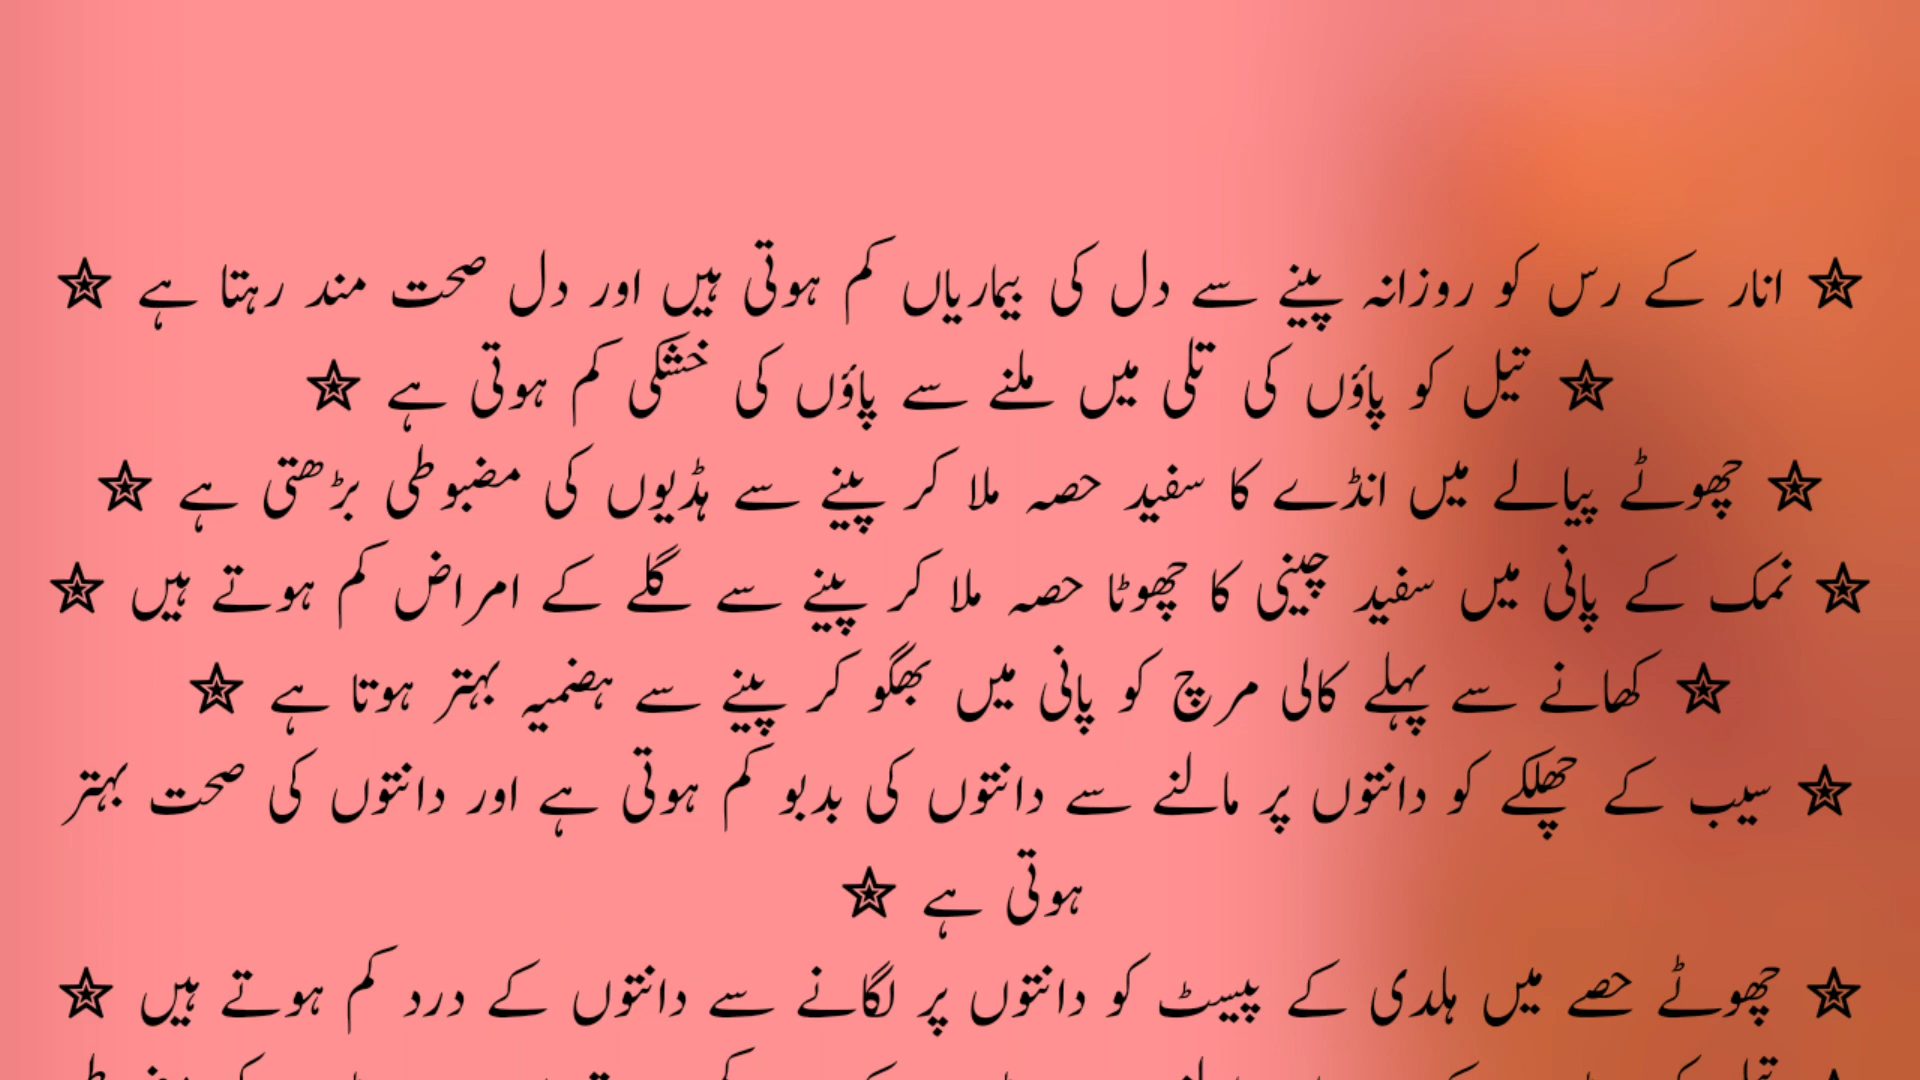 ☆ انار کے رس کو روزانہ پینے سے دل کی بیماریاں کم ہوتی ہیں اور دل صحت مند رہتا ہے ☆
☆ تیل کو پاؤں کی تلی میں ملنے سے پاؤں کی خشکی کم ہوتی ہے ☆
☆ چھوٹے پیالے میں انڈے کا سفید حصہ ملا کر پینے سے ہڈیوں کی مضبوطی بڑھتی ہے ☆
☆ نمک کے پانی میں سفید چینی کا چھوٹا حصہ ملا کر پینے سے گلے کے امراض کم ہوتے ہیں ☆
☆ کھانے سے پہلے کالی مرچ کو پانی میں بھگو کر پینے سے ہضمیہ بہتر ہوتا ہے ☆
☆ سیب کے چھلکے کو دانتوں پر مالنے سے دانتوں کی بدبو کم ہوتی ہے اور دانتوں کی صحت بہتر
ہوتی ہے ☆
☆ چھوٹے حصے میں ہلدی کے پیسٹ کو دانتوں پر لگانے سے دانتوں کے درد کم ہوتے ہیں ☆